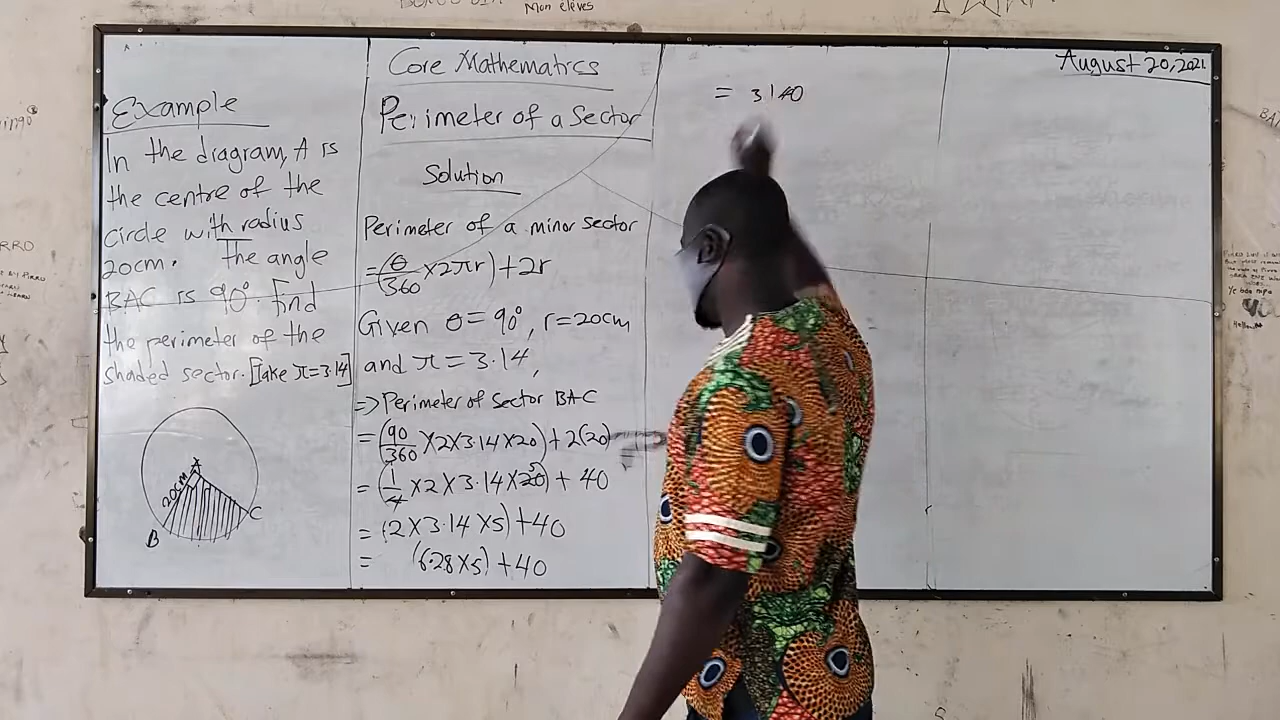 Mon élèves
Example
In the diagram, A is
the centre of the
circle with radius
20cm. The angle
BAC is 90°. Find
the perimeter of the
shaded sector. [Take π=3.14]
A
20cm
B
C
Core Mathematics
Perimeter of a Sector
Solution
Perimeter of a minor sector
=(θ/360 ×2πr)+2r
Given θ=90°, r=20cm
and π=3.14,
=> Perimeter of Sector BAC
=(90/360 ×2×3.14×20)+2(20)
=(1/4 ×2×3.14×20 5)+ 40
=(2×3.14×5)+40
= (6.28×5)+40
= 3140
August 20, 2021